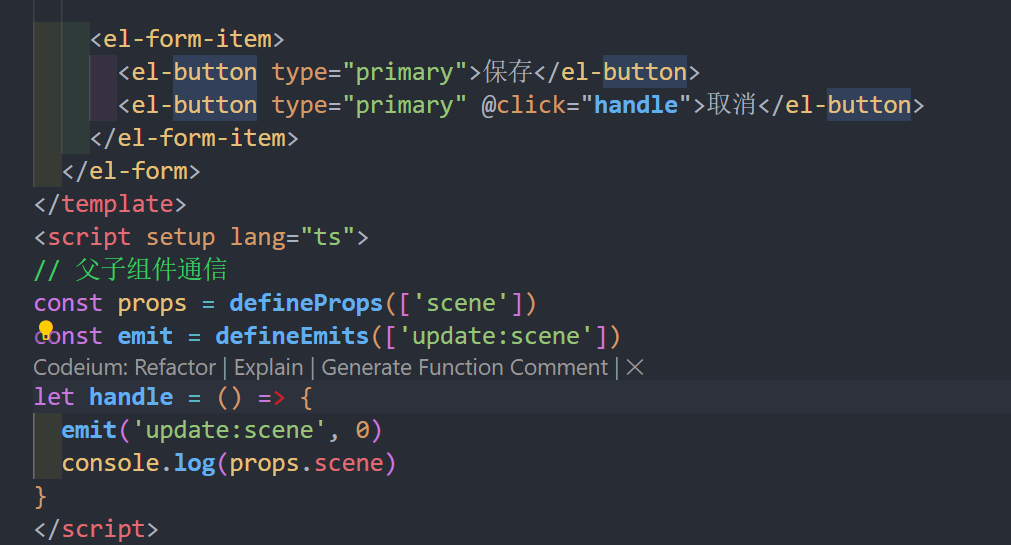 <el-form-item>
<el-button type="primary">保存</el-button>
<el-button type="primary" @click="handle">取消</el-button>
</el-form-item>
</el-form>
</template>
<script setup lang="ts">
// 父子组件通信
const props = defineProps(['scene'])
const emit = defineEmits(['update:scene'])
Codeium: Refactor | Explain | Generate Function Comment | ×
let handle = () => {
emit('update:scene', 0)
console.log(props.scene)
}
</script>